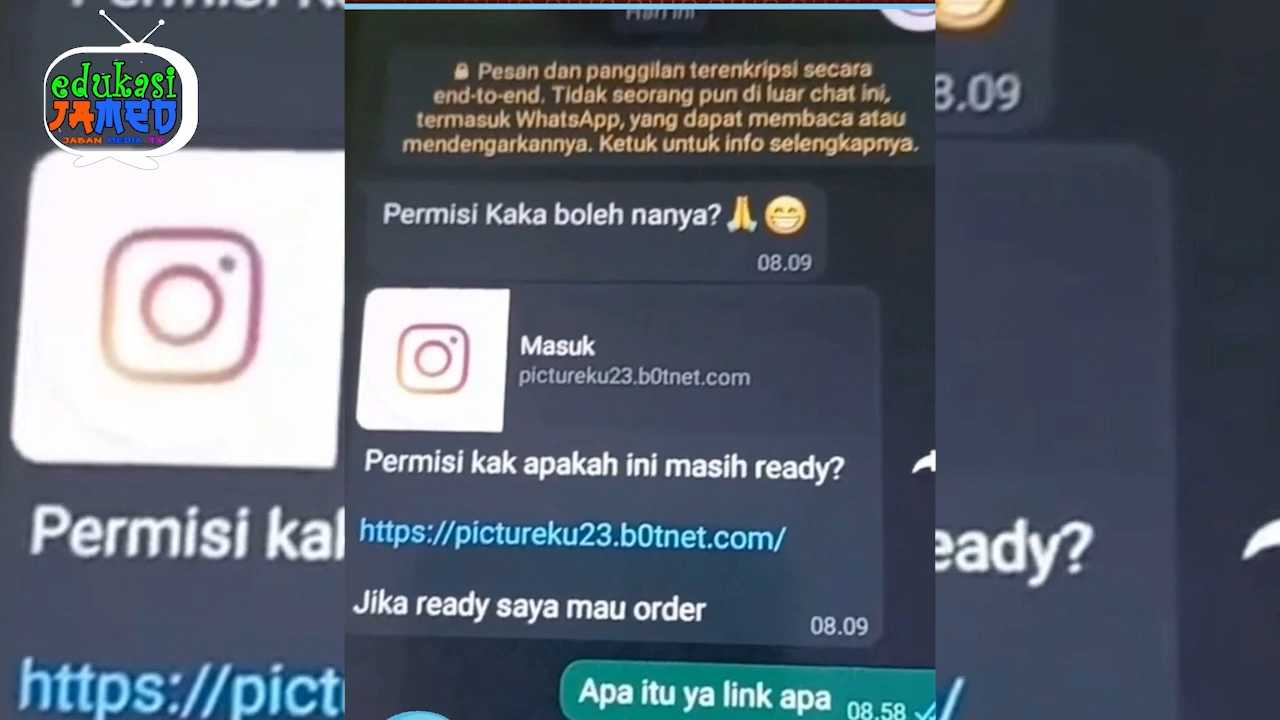 edukasi
JAMED
JABAN MEDIA TV
Hari ini
Pesan dan panggilan terenkripsi secara
end-to-end. Tidak seorang pun di luar chat ini,
termasuk WhatsApp, yang dapat membaca atau
mendengarkannya. Ketuk untuk info selengkapnya.
Permisi Kaka boleh nanya?🙏😁
08.09
Masuk
pictureku23.b0tnet.com
Permisi kak apakah ini masih ready?
https://pictureku23.b0tnet.com/
Jika ready saya mau order
08.09
Apa itu ya link apa
08.58
8.09
Permisi kak
eady?
https://pict
/